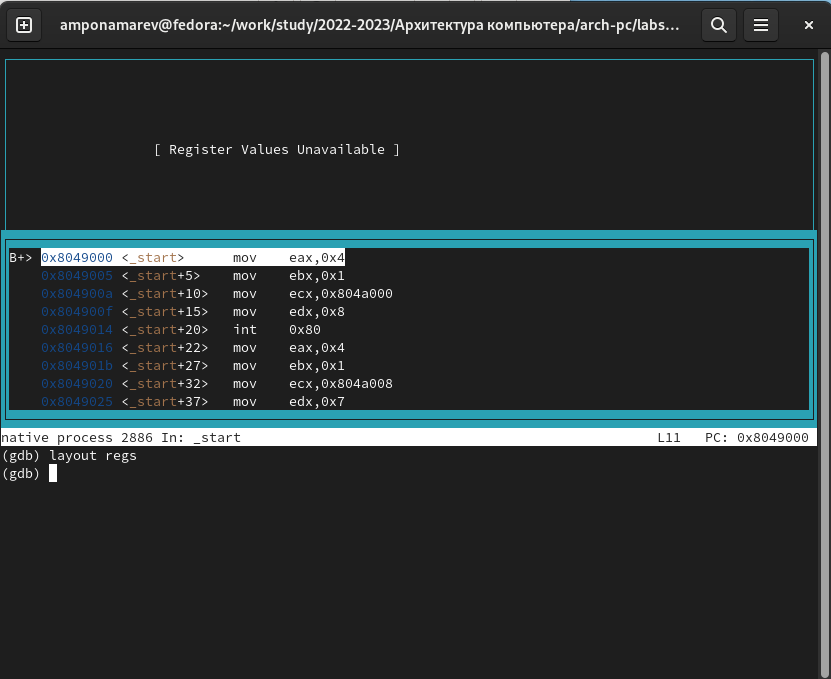 amponamarev@fedora:~/work/study/2022-2023/Архитектура компьютера/arch-pc/labs...
[ Register Values Unavailable ]
B+> 0x8049000 <_start> mov eax,0x4
0x8049005 <_start+5> mov ebx,0x1
0x804900a <_start+10> mov ecx,0x804a000
0x804900f <_start+15> mov edx,0x8
0x8049014 <_start+20> int 0x80
0x8049016 <_start+22> mov eax,0x4
0x804901b <_start+27> mov ebx,0x1
0x8049020 <_start+32> mov ecx,0x804a008
0x8049025 <_start+37> mov edx,0x7
native process 2886 In: _start L11 PC: 0x8049000
(gdb) layout regs
(gdb)